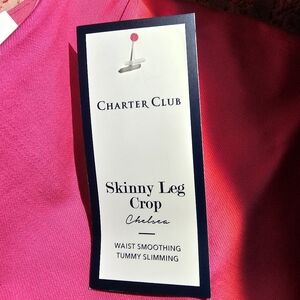 CHARTER CLUB
Skinny Leg
Crop
Chelsea
WAIST SMOOTHING
TUMMY SLIMMING